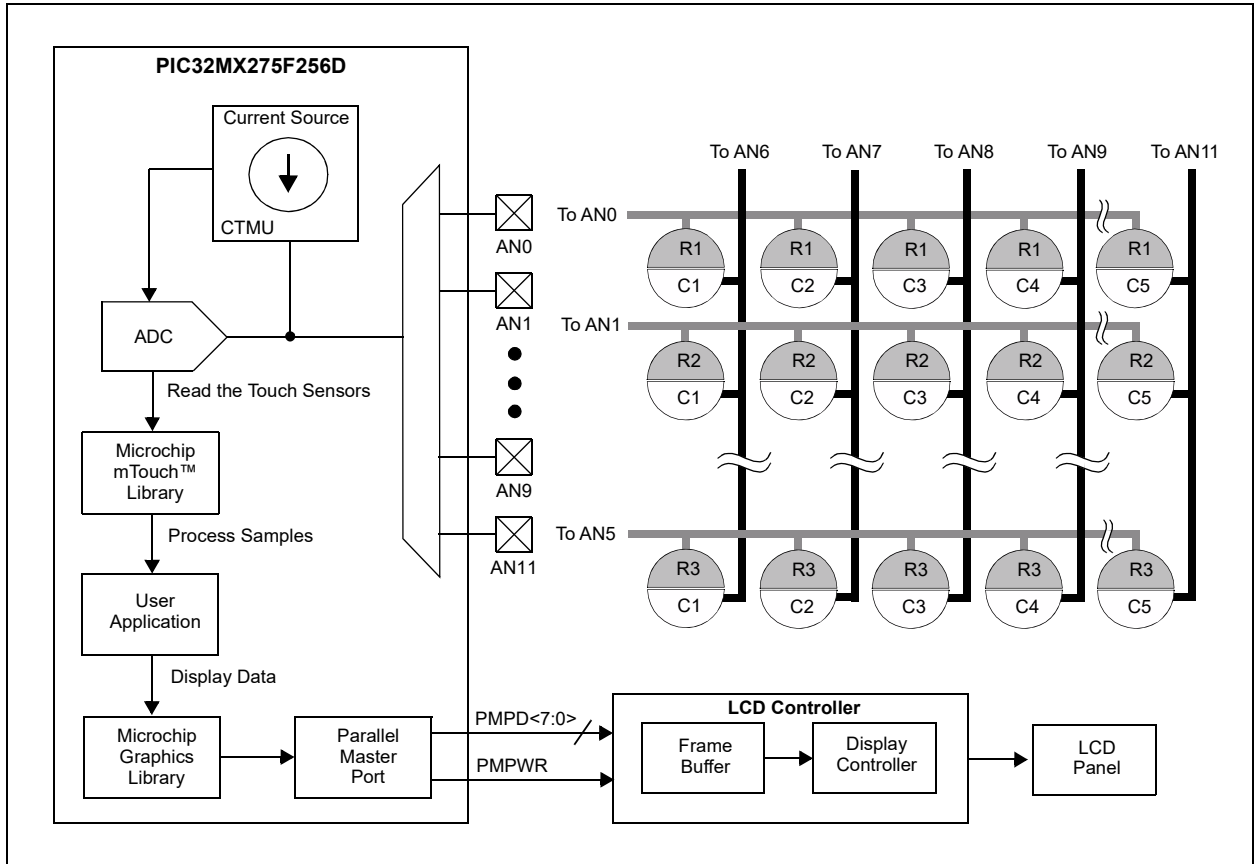 PIC32MX275F256D
Current Source
CTMU
ADC
Read the Touch Sensors
Microchip
mTouch™
Library
Process Samples
User
Application
Display Data
Microchip
Graphics
Library
Parallel
Master
Port
AN0
AN1
AN9
AN11
To AN6
To AN7
To AN8
To AN9
To AN11
To AN0
R1
R1
R1
R1
R1
C1
C2
C3
C4
C5
To AN1
R2
R2
R2
R2
R2
C1
C2
C3
C4
C5
To AN5
R3
R3
R3
R3
R3
C1
C2
C3
C4
C5
PMPD<7:0>
PMPWR
LCD Controller
Frame
Buffer
Display
Controller
LCD
Panel